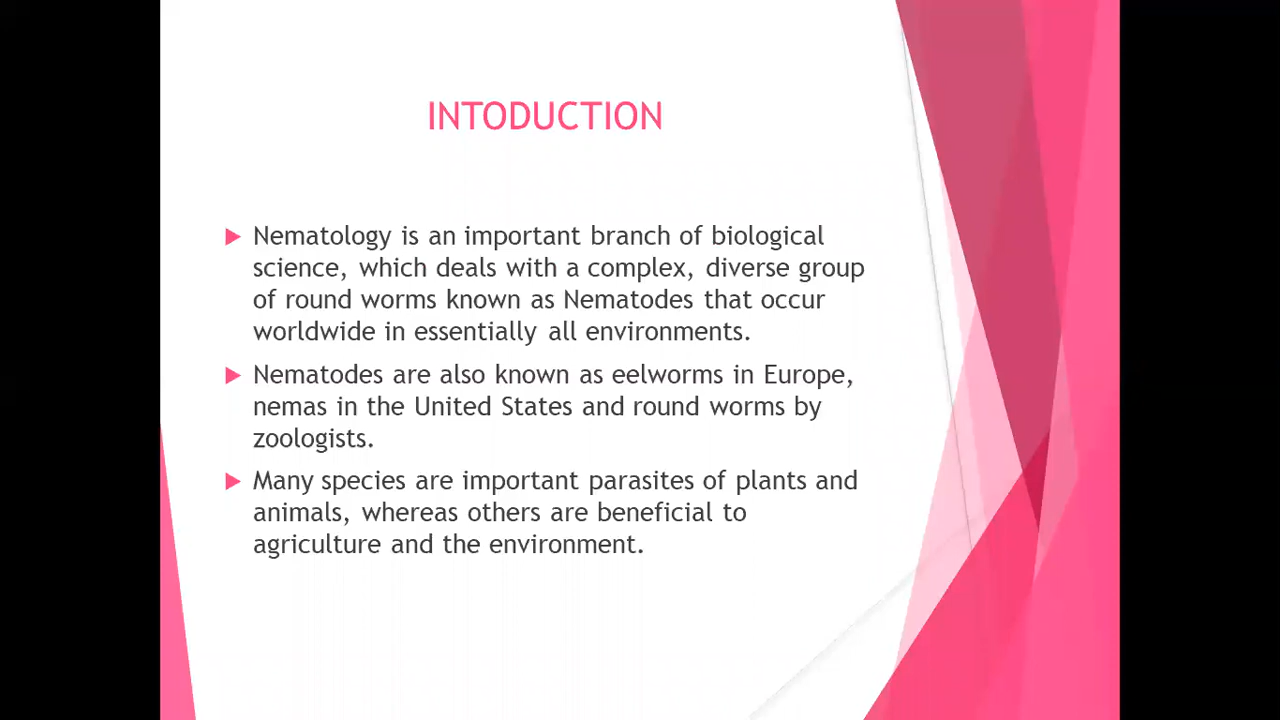 INTODUCTION
Nematology is an important branch of biological
science, which deals with a complex, diverse group
of round worms known as Nematodes that occur
worldwide in essentially all environments.
Nematodes are also known as eelworms in Europe,
nemas in the United States and round worms by
zoologists.
Many species are important parasites of plants and
animals, whereas others are beneficial to
agriculture and the environment.